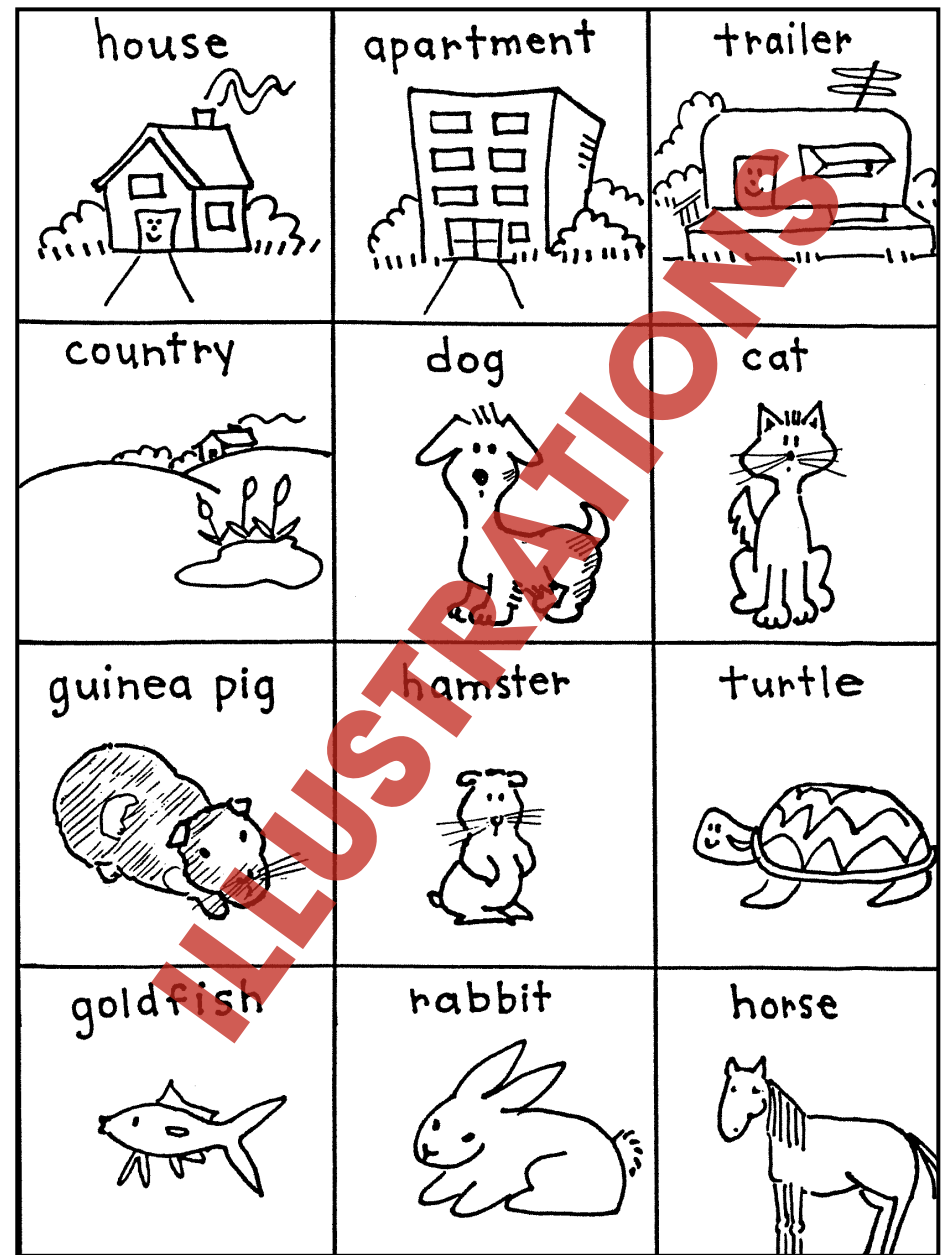 house
apartment
trailer
country
dog
cat
guinea pig
hamster
turtle
goldfish
rabbit
horse
ILLUSTRATIONS